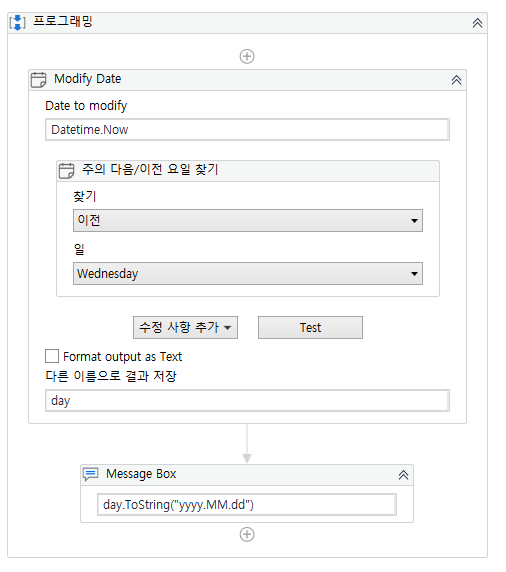 프로그래밍
Modify Date
Date to modify
Datetime.Now
주의 다음/이전 요일 찾기
찾기
이전
일
Wednesday
수정 사항 추가
Test
Format output as Text
다른 이름으로 결과 저장
day
Message Box
day.ToString("yyyy.MM.dd")